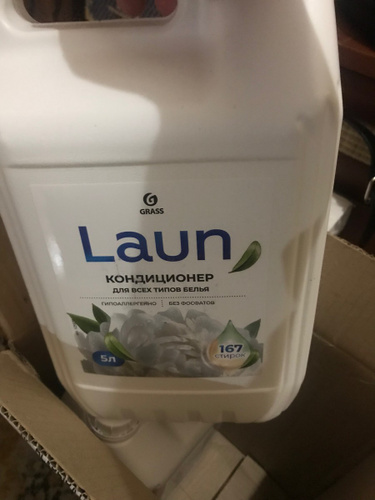 GRASS
Laun
КОНДИЦИОНЕР
ДЛЯ ВСЕХ ТИПОВ БЕЛЬЯ
ГИПОАЛЛЕРГЕННО | БЕЗ ФОСФАТОВ
5л
167
стирок